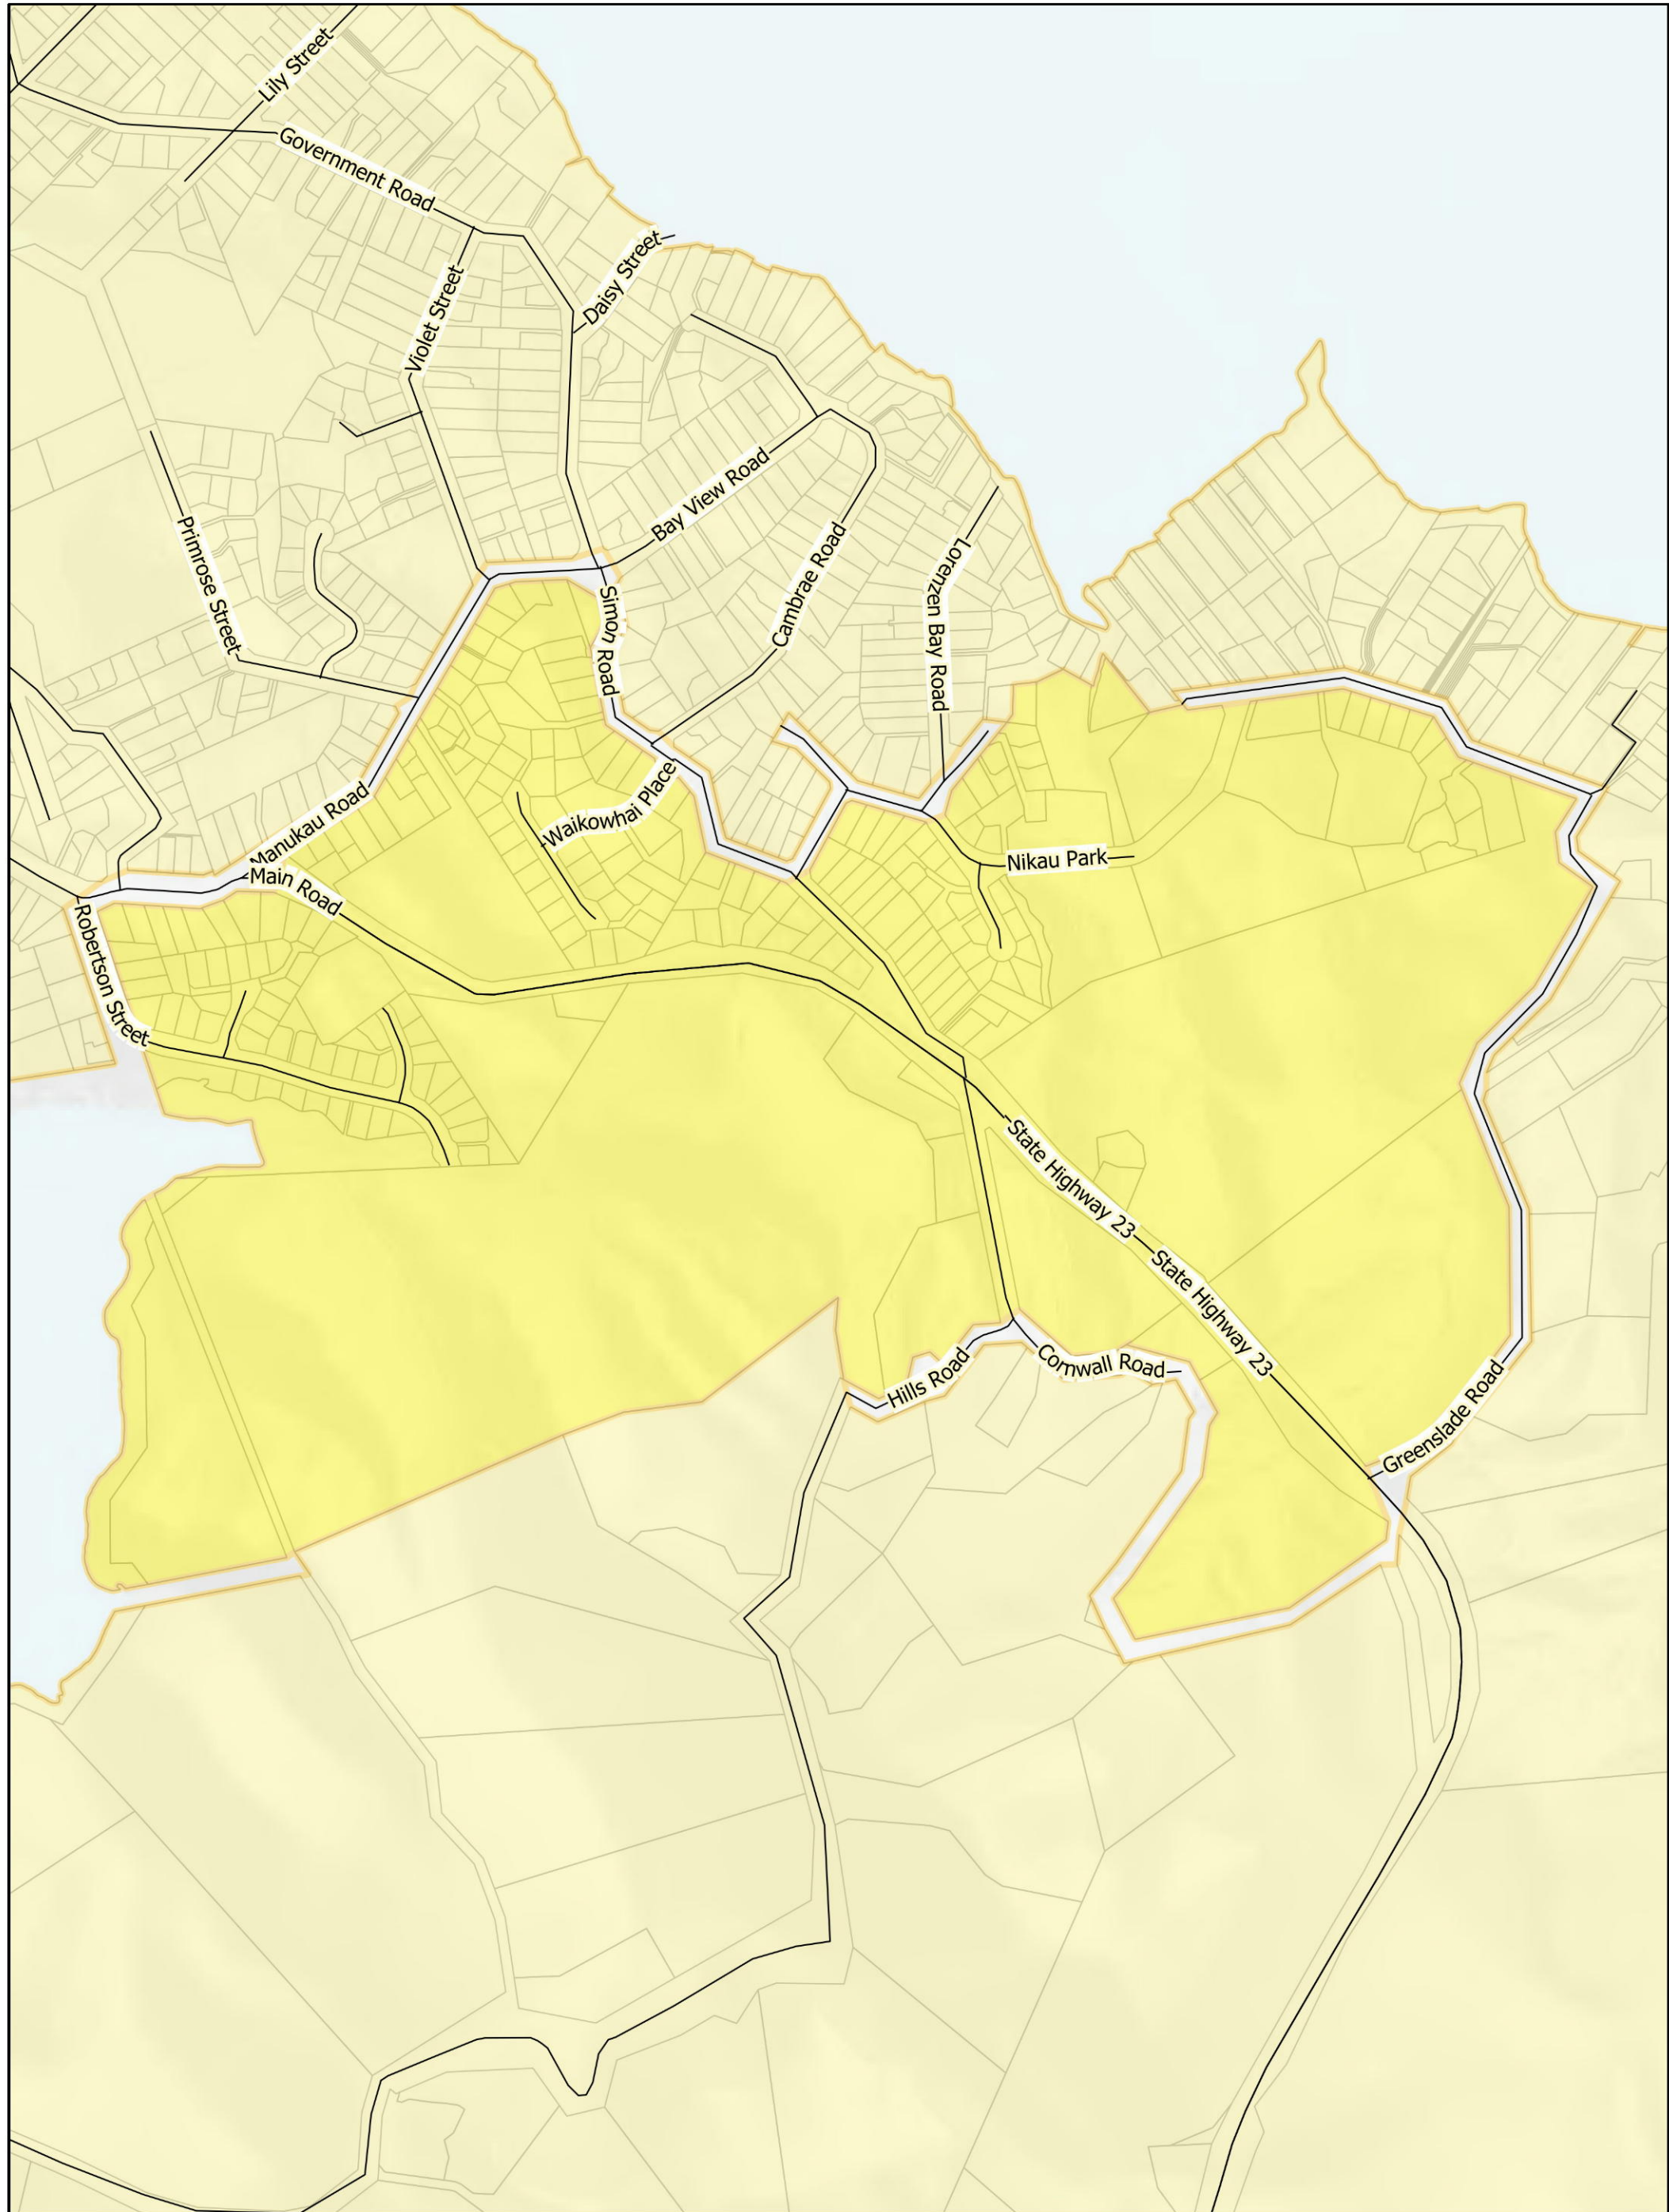 Lily Street
Government Road
Daisy Street
Violet Street
Bay View Road
Primrose Street
Simon Road
Cambrae Road
Lorenzen Bay Road
Waikowhai Place
Manukau Road
Main Road
Nikau Park
Robertson Street
State Highway 23
State Highway 23
Hills Road
Cornwall Road
Greenslade Road